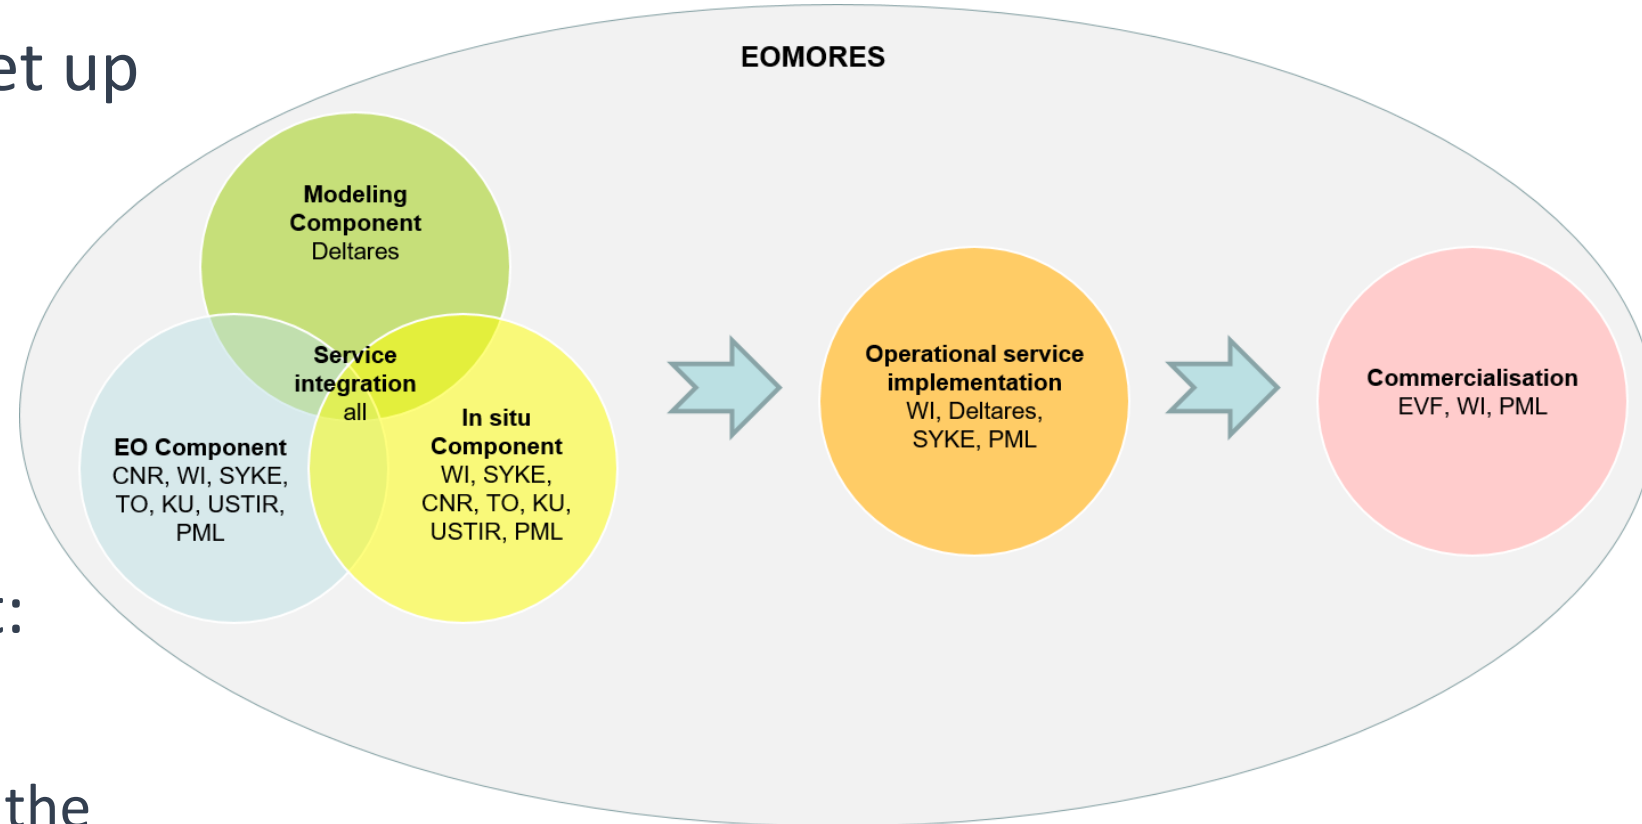 et up
EOMORES
Modeling
Component
Deltares
Service
integration
all
EO Component
CNR, WI, SYKE,
TO, KU, USTIR,
PML
In situ
Component
WI, SYKE,
CNR, TO, KU,
USTIR, PML
Operational service
implementation
WI, Deltares,
SYKE, PML
Commercialisation
EVF, WI, PML
t:
the